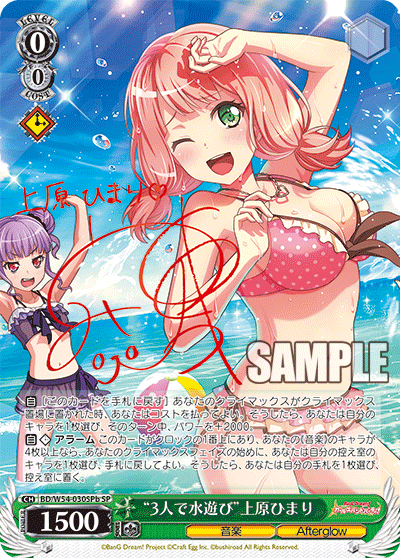 LEVEL
0
0
COST
上原ひまり♡
SAMPLE
自 [このカードを手札に戻す] あなたのクライマックスがクライマックス
置場に置かれた時、あなたはコストを払ってよい。そうしたら、あなたは自分の
キャラを1枚選び、そのターン中、パワーを+2000。
自 アラーム このカードがクロックの1番上にあり、あなたの《音楽》のキャラが
4枚以上なら、あなたのクライマックスフェイズの始めに、あなたは自分の控え室
のキャラを1枚選び、手札に戻してよい。そうしたら、あなたは自分の手札を1枚選び、
控え室に置く。
CH BD/W54-030SPb SP
1500
“3人で水遊び”上原ひまり
音楽
Afterglow
©BanG Dream! Project ©Craft Egg Inc. ©bushiroad All Rights Reserved.